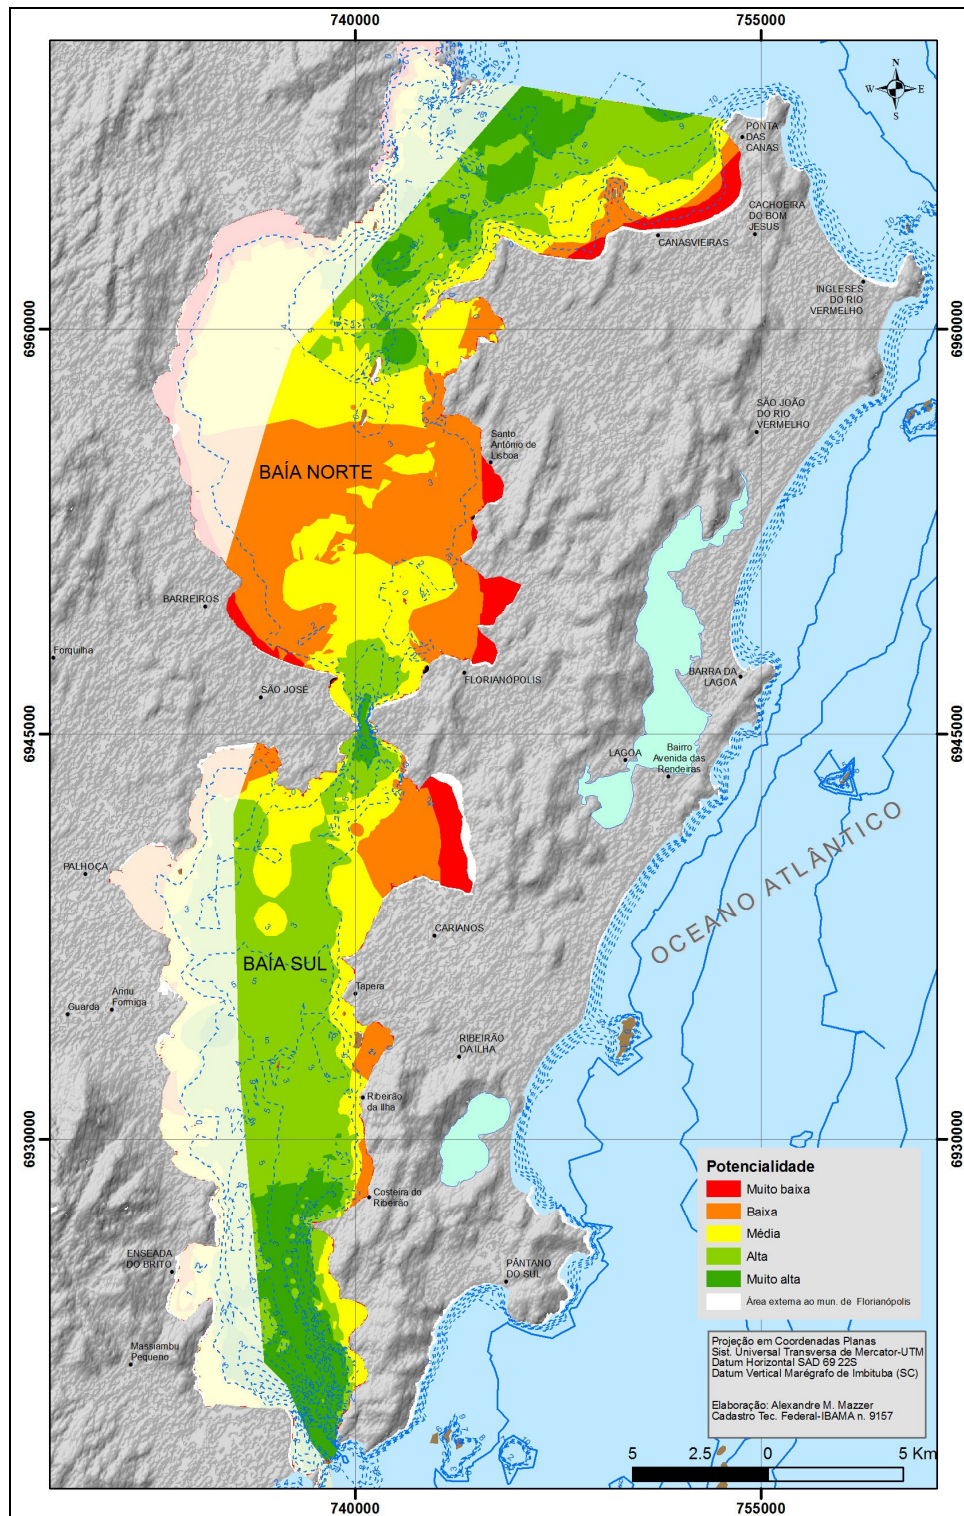 740000
755000
N
W
E
S
PONTA
DAS
CANAS
CACHOEIRA
DO BOM
JESUS
CANASVIEIRAS
INGLESES
DO RIO
VERMELHO
6960000
6960000
SÃO JOÃO
DO RIO
VERMELHO
Santo
Antônio de
Lisboa
BAÍA NORTE
BARREIROS
Forquilha
FLORIANÓPOLIS
BARRA DA
LAGOA
SÃO JOSÉ
6945000
6945000
LAGOA
Bairro
Avenida das
Rendeiras
OCEANO ATLÂNTICO
PALHOÇA
CARIANOS
BAÍA SUL
Tapera
Guarda
Aririu
Formiga
RIBEIRÃO
DA ILHA
Ribeirão
da Ilha
6930000
6930000
Costeira do
Ribeirão
ENSEADA
DO BRITO
PÂNTANO
DO SUL
Massiambu
Pequeno
Potencialidade
Muito baixa
Baixa
Média
Alta
Muito alta
Área externa ao mun. de Florianópolis
Projeção em Coordenadas Planas
Sist. Universal Transversa de Mercator-UTM
Datum Horizontal SAD 69 22S
Datum Vertical Marégrafo de Imbituba (SC)
Elaboração: Alexandre M. Mazzer
Cadastro Tec. Federal-IBAMA n. 9157
5 2.5 0 5 Km
740000
755000